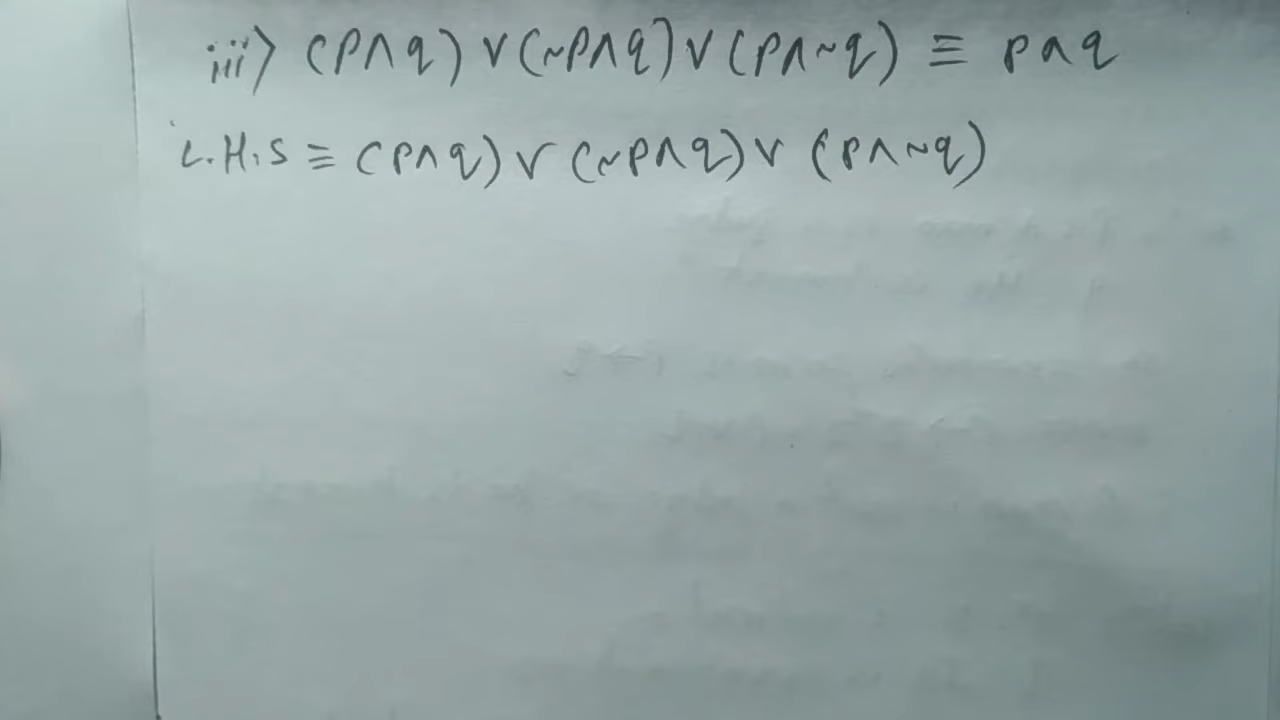 iii) (p∧q)∨(~p∧q)∨(p∧~q) ≡ p∧q
L.H.S ≡ (p∧q)∨(~p∧q)∨(p∧~q)